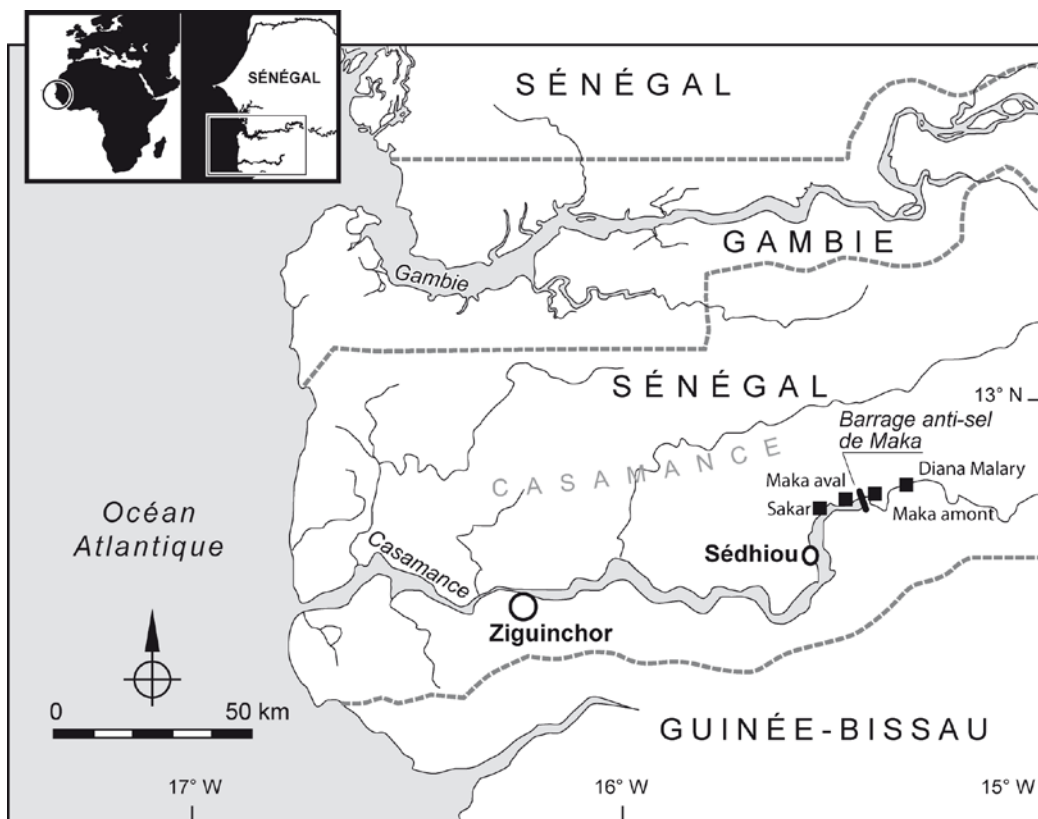 SÉNÉGAL
SÉNÉGAL
GAMBIE
Gambie
SÉNÉGAL
13° N
Barrage anti-sel
de Maka
CASAMANCE
Diana Malary
Maka aval
Sakar
Maka amont
Océan
Atlantique
Casamance
Sédhiou
Ziguinchor
0 50 km
GUINÉE-BISSAU
17° W 16° W 15° W